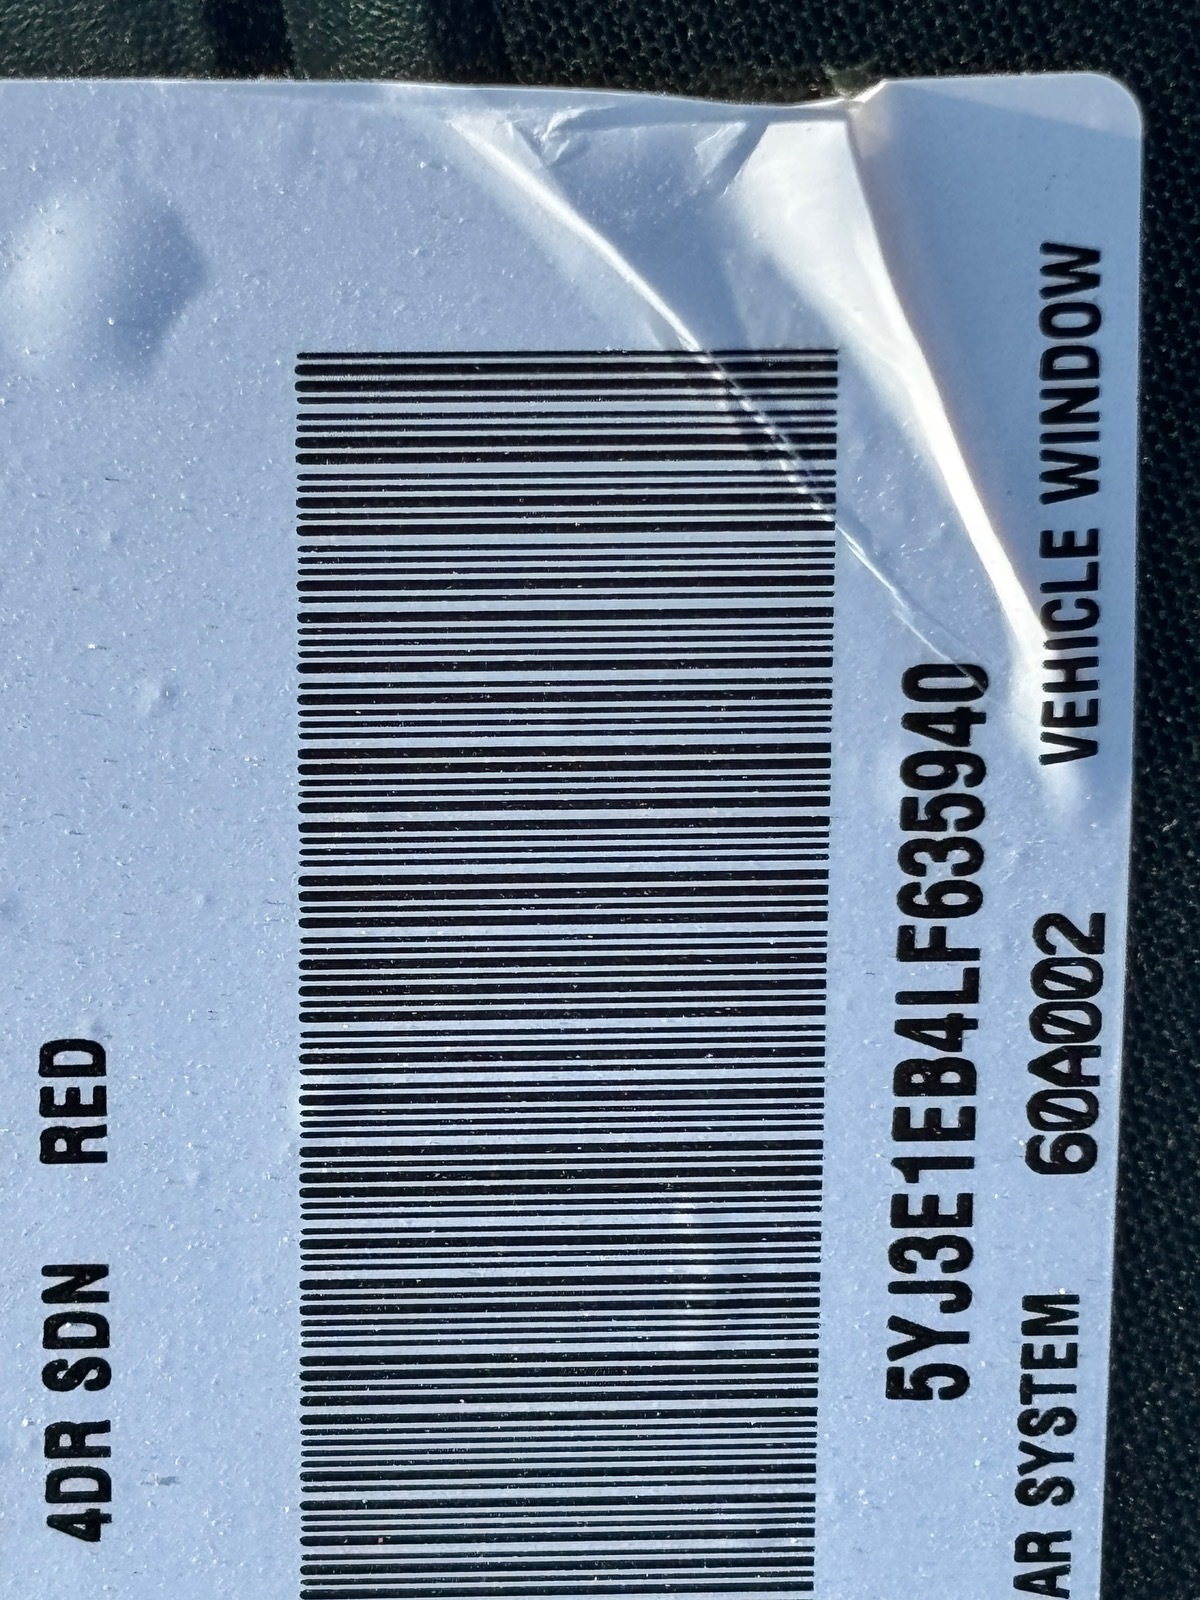 4DR SDN RED
5YJ3E1EB4LF635940
AR SYSTEM 60A002 VEHICLE WINDOW